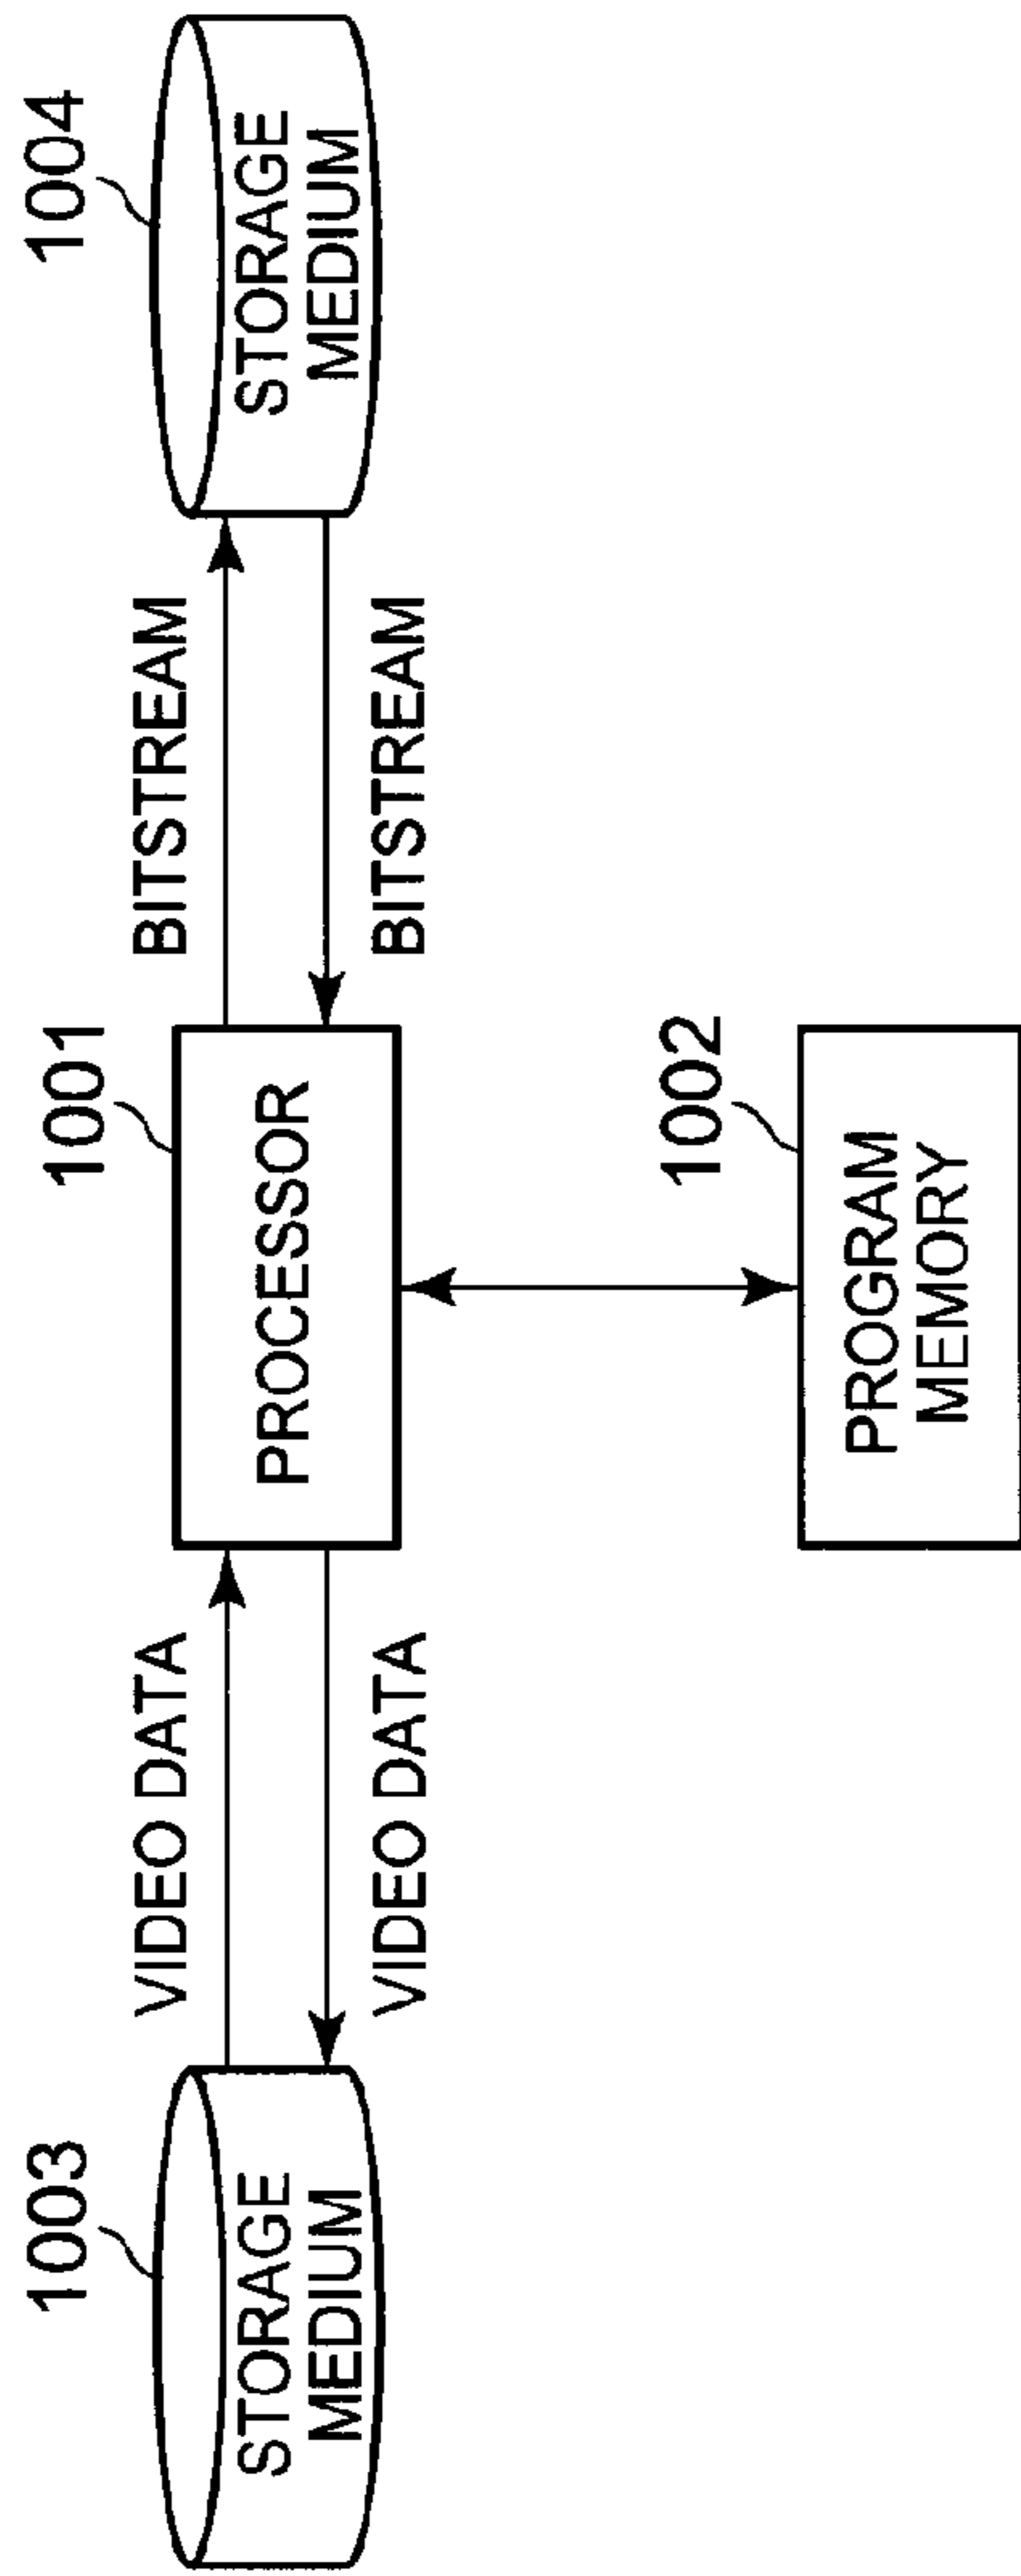 1003
STORAGE
MEDIUM
VIDEO DATA
VIDEO DATA
1001
PROCESSOR
BITSTREAM
BITSTREAM
1004
STORAGE
MEDIUM
1002
PROGRAM
MEMORY